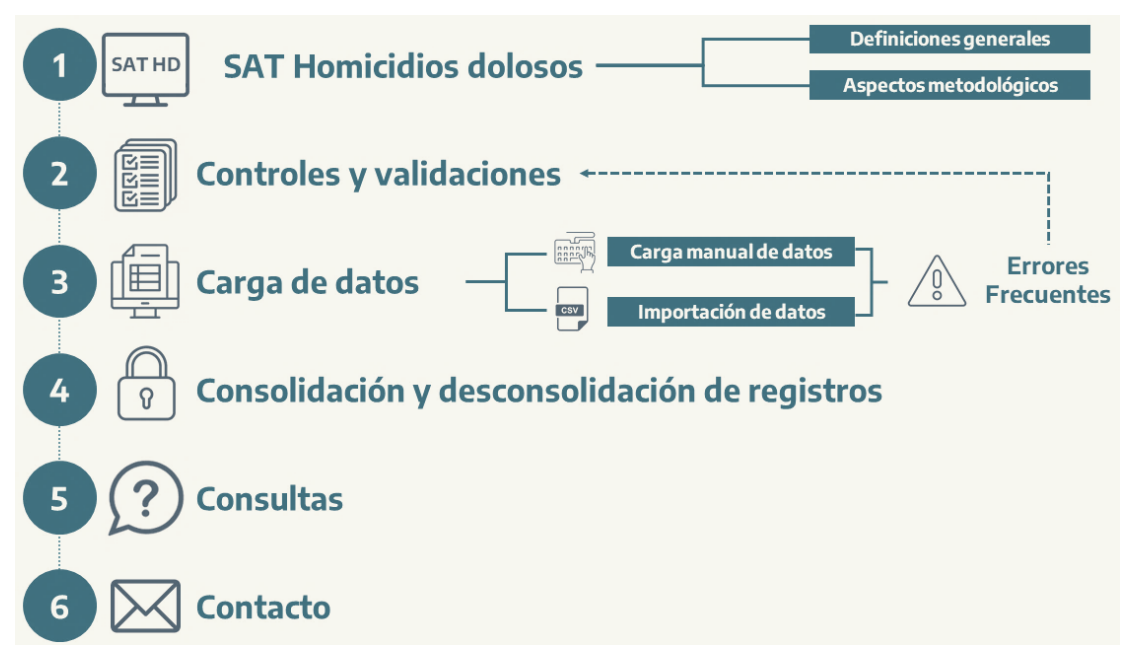 1
SAT HD
SAT Homicidios dolosos
Definiciones generales
Aspectos metodológicos
2
Controles y validaciones
3
Carga de datos
Carga manual de datos
CSV
Importación de datos
Errores
Frecuentes
4
Consolidación y desconsolidación de registros
5
?
Consultas
6
Contacto